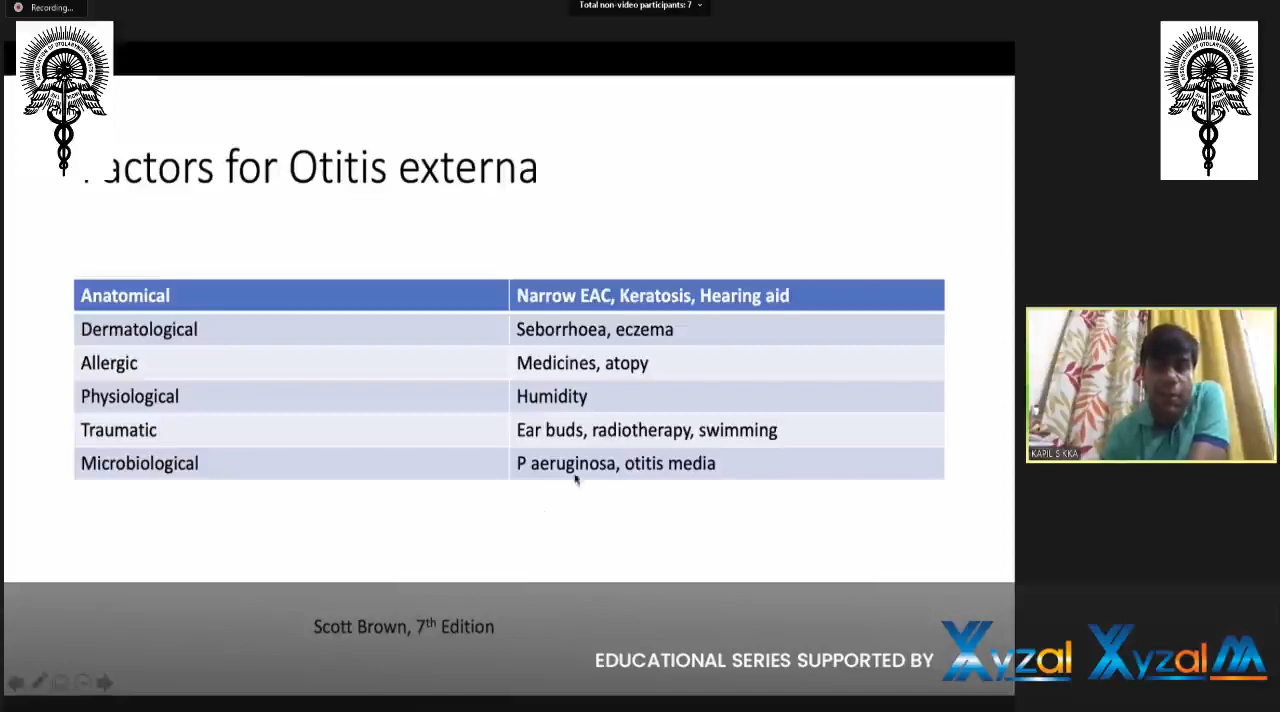 Recording...
Total non-video participants: 7
actors for Otitis externa
Anatomical Narrow EAC, Keratosis, Hearing aid
Dermatological Seborrhoea, eczema
Allergic Medicines, atopy
Physiological Humidity
Traumatic Ear buds, radiotherapy, swimming
Microbiological P aeruginosa, otitis media
KAPIL SIKKA
Scott Brown, 7th Edition
EDUCATIONAL SERIES SUPPORTED BY Xyzal Xyzal M